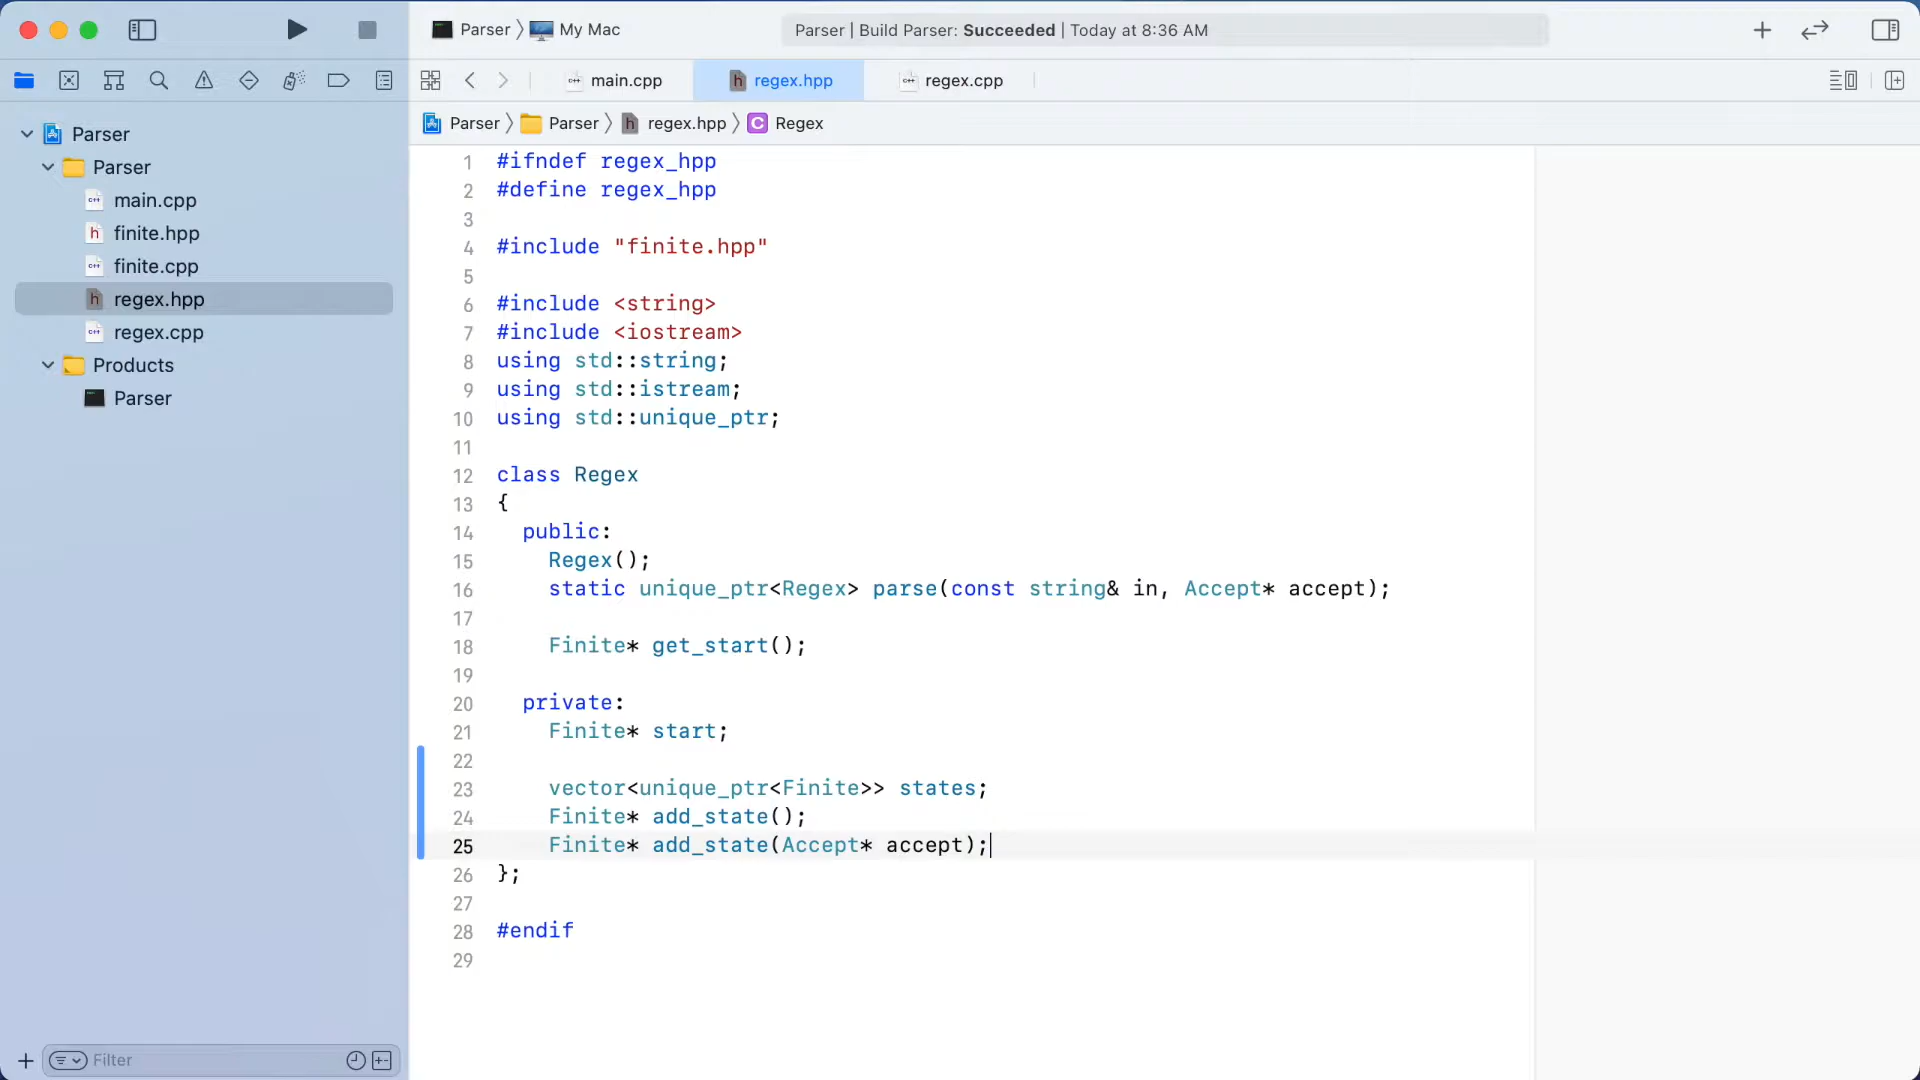 Parser 〉 My Mac
Parser | Build Parser: Succeeded | Today at 8:36 AM
main.cpp
regex.hpp
regex.cpp
Parser 〉 Parser 〉 regex.hpp 〉 Regex
Parser
Parser
main.cpp
finite.hpp
finite.cpp
regex.hpp
regex.cpp
Products
Parser
Filter
1 #ifndef regex_hpp
2 #define regex_hpp
3
4 #include "finite.hpp"
5
6 #include <string>
7 #include <iostream>
8 using std::string;
9 using std::istream;
10 using std::unique_ptr;
11
12 class Regex
13 {
14 public:
15 Regex();
16 static unique_ptr<Regex> parse(const string& in, Accept* accept);
17
18 Finite* get_start();
19
20 private:
21 Finite* start;
22
23 vector<unique_ptr<Finite>> states;
24 Finite* add_state();
25 Finite* add_state(Accept* accept);
26 };
27
28 #endif
29